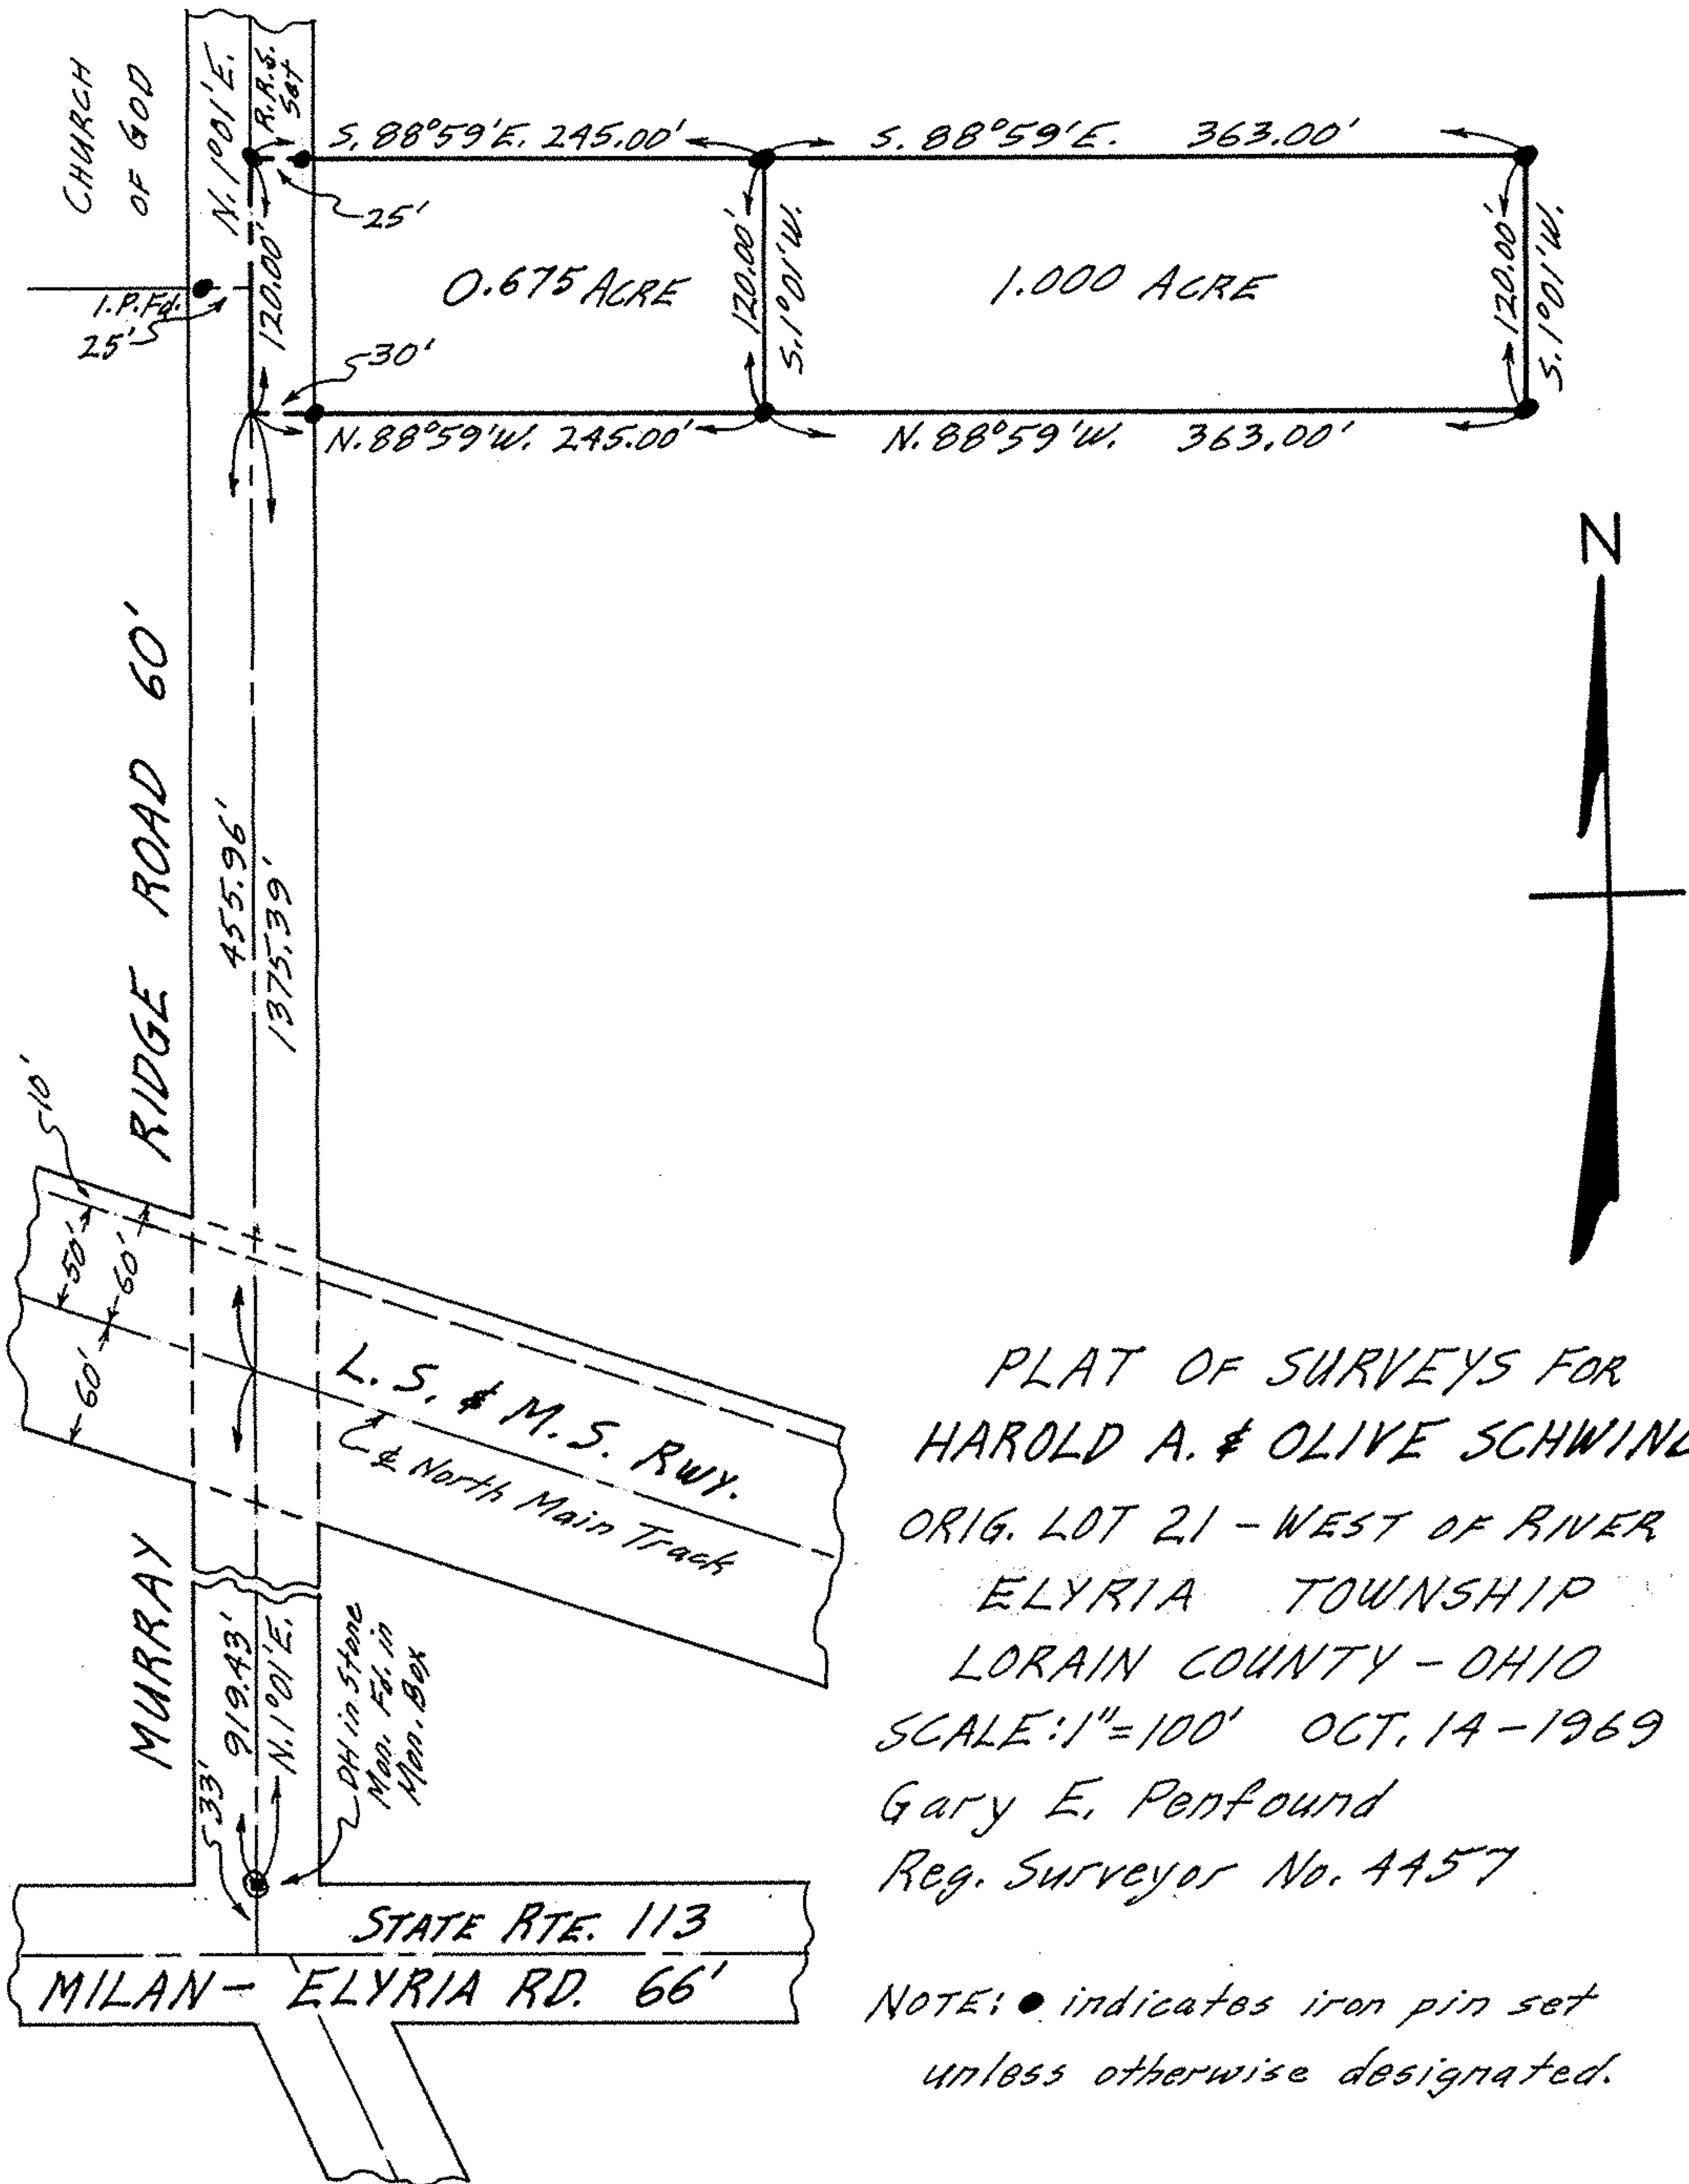 CHURCH
OF GOD
N. 1°01'E.
R.R.S.
Set
S. 88°59'E. 245.00'
S. 88°59'E. 363.00'
25'
120.00'
I.P. Fd.
25'
0.675 ACRE
120.00'
S. 1°01'W.
1.000 ACRE
120.00'
S. 1°01'W.
30'
N. 88°59'W. 245.00'
N. 88°59'W. 363.00'
N
MURRAY RIDGE ROAD 60'
455.96'
1375.39'
10'
50'
60'
60'
L. S. & M. S. RWY.
℄ North Main Track
919.43'
N. 1°01'E.
33'
DH in Stone
Mon. Fd. in
Mon. Box
STATE RTE. 113
MILAN - ELYRIA RD. 66'
PLAT OF SURVEYS FOR
HAROLD A. & OLIVE
ORIG. LOT 21 - WEST OF RIVER
ELYRIA TOWNSHIP
LORAIN COUNTY - OHIO
SCALE: 1"=100' OCT. 14 - 1969
Gary E. Penfound
Reg. Surveyor No. 4457
NOTE: ● indicates iron pin set
unless otherwise designated.